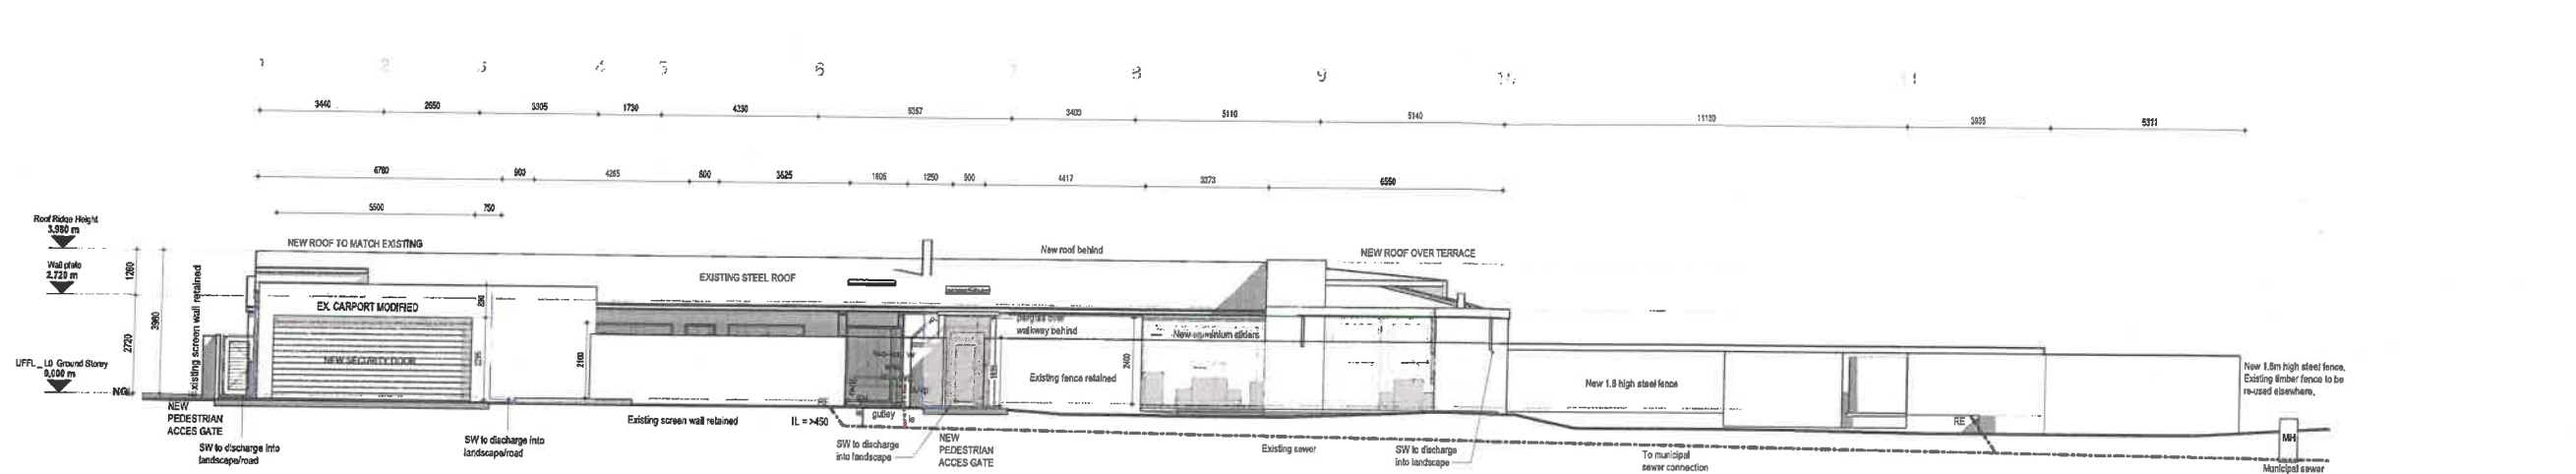 1 2 3 4 5 6 7 8 9 10 11
3440 2650 3305 1730 4350 5357 3403 5110 5140 11150 3935 5311
6780 900 4265 800 3625 1605 1250 900 4417 3373 6550
5500 750
Roof Ridge Height
3,980 m
Wall plate
2,720 m
UFFL_ L0 Ground Storey
0,000 m
NGL
1260
2720
3980
Existing screen wall retained
NEW ROOF TO MATCH EXISTING
EXISTING STEEL ROOF
New roof behind
NEW ROOF OVER TERRACE
EX. CARPORT MODIFIED
NEW SECURITY DOOR
2100
pergola over
walkway behind
2400
New aluminium sliders
Existing fence retained
New 1.8 high steel fence
New 1.8m high steel fence.
Existing timber fence to be
re-used elsewhere.
NEW
PEDESTRIAN
ACCES GATE
SW to discharge into
landscape/road
SW to discharge into
landscape/road
Existing screen wall retained
IL = >450
gulley
ie
SW to discharge
into landscape
NEW
PEDESTRIAN
ACCES GATE
Existing sewer
SW to discharge
into landscape
To municipal
sewer connection
RE
MH
Municipal sewer